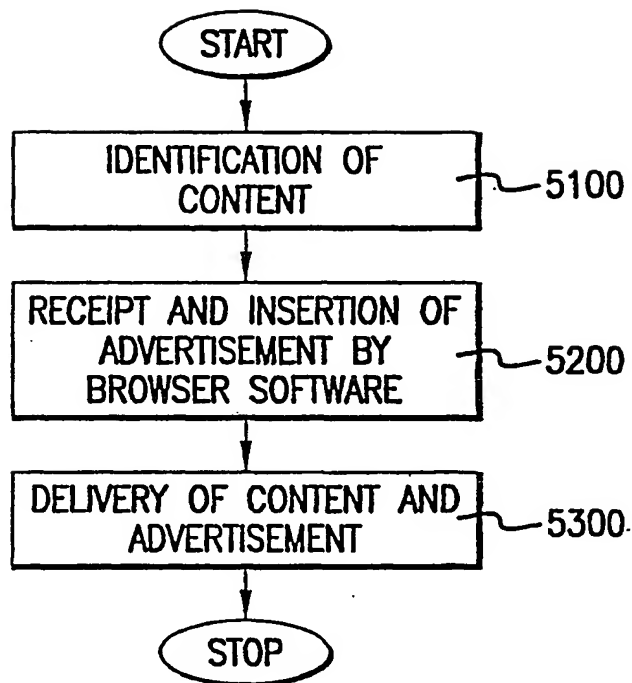 START
IDENTIFICATION OF
CONTENT
5100
RECEIPT AND INSERTION OF
ADVERTISEMENT BY
BROWSER SOFTWARE
5200
DELIVERY OF CONTENT AND
ADVERTISEMENT
5300
STOP